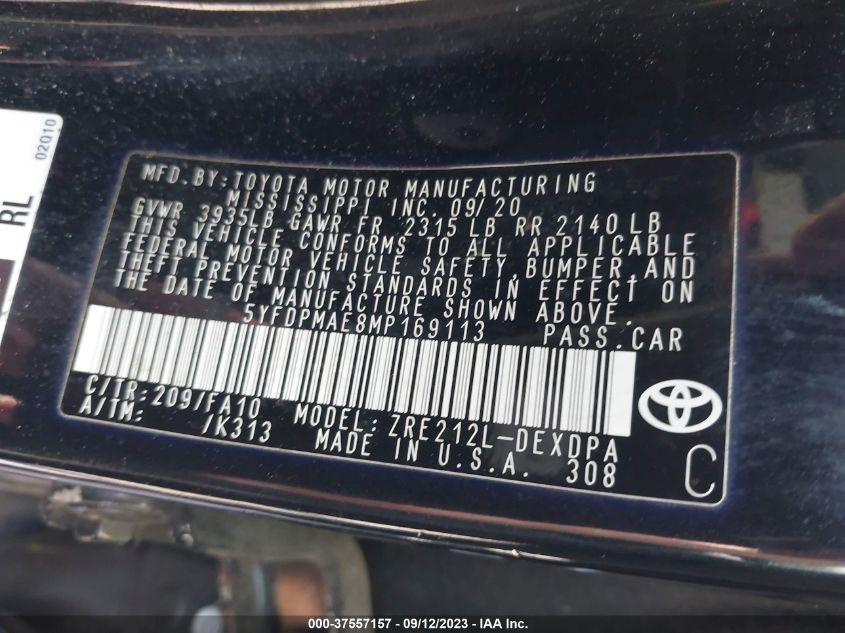 02010
RL
MFD.BY:TOYOTA MOTOR MANUFACTURING
MISSISSIPPI INC. 09/20
GVWR 3935LB GAWR FR 2315 LB RR 2140 LB
THIS VEHICLE CONFORMS TO ALL APPLICABLE
FEDERAL MOTOR VEHICLE SAFETY,BUMPER,AND
THEFT PREVENTION STANDARDS IN EFFECT ON
THE DATE OF MANUFACTURE SHOWN ABOVE.
5YFDPMAE8MP169113 PASS.CAR
C/TR:209/FA10 MODEL:ZRE212L-DEXDPA
A/TM: /K313 MADE IN U.S.A. 308
C
000-37557157 - 09/12/2023 - IAA Inc.